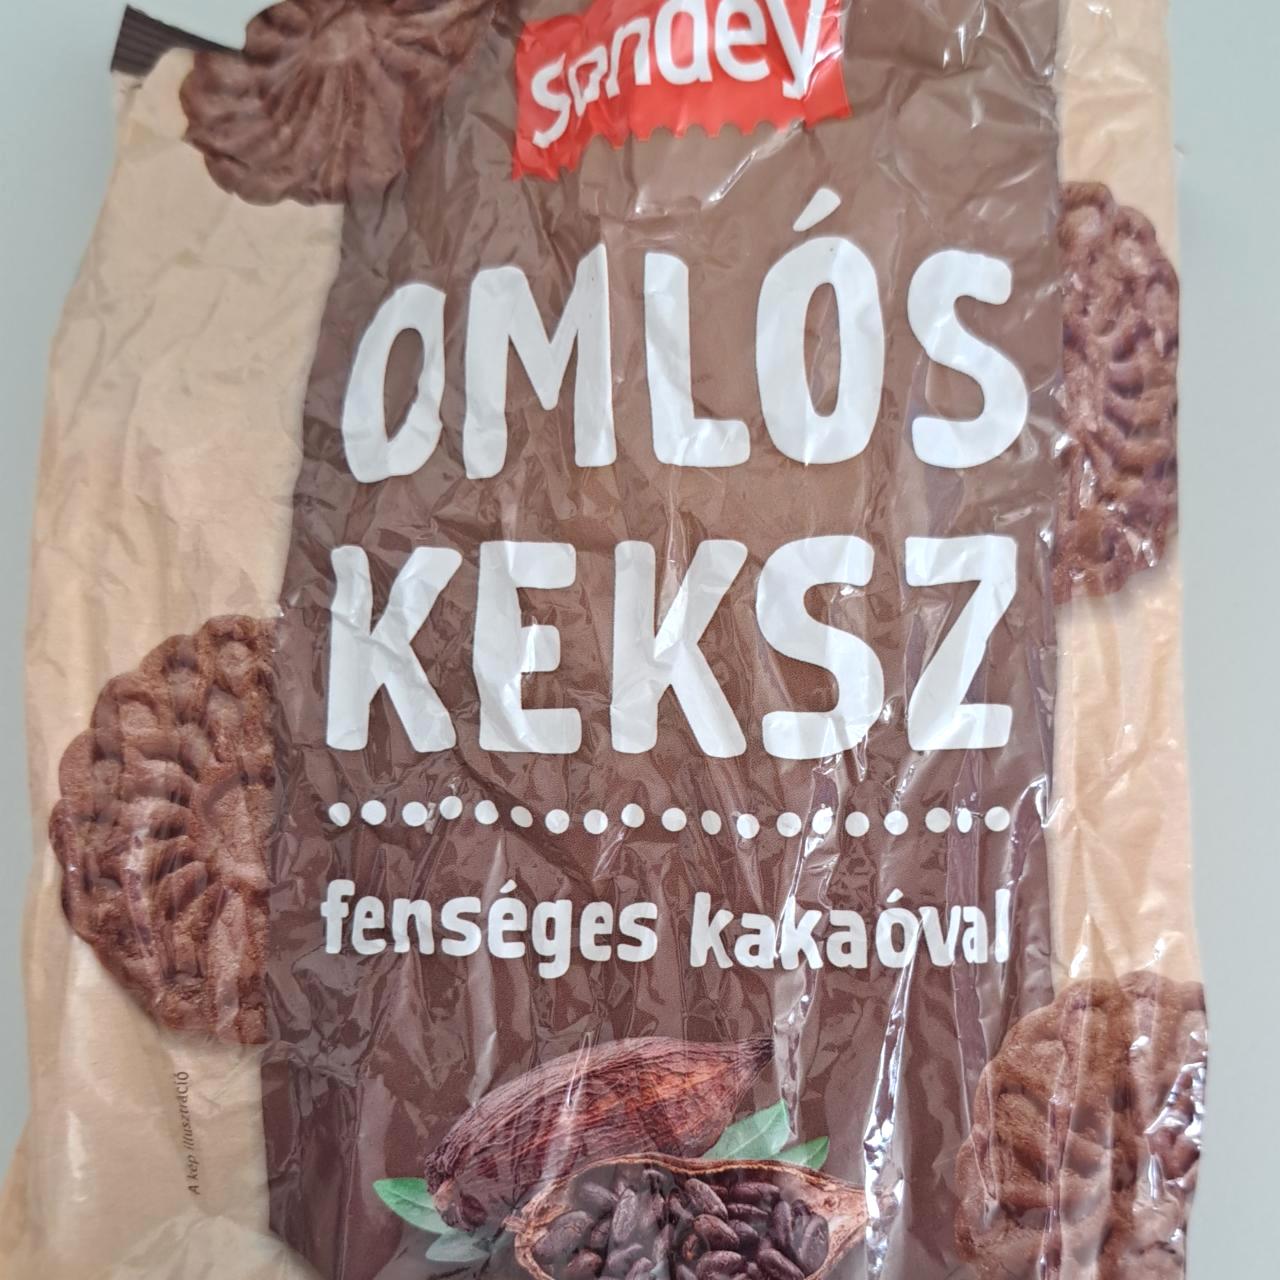 sondey
OMLÓS
KEKSZ
fenséges kakaóval
A kép illusztráció